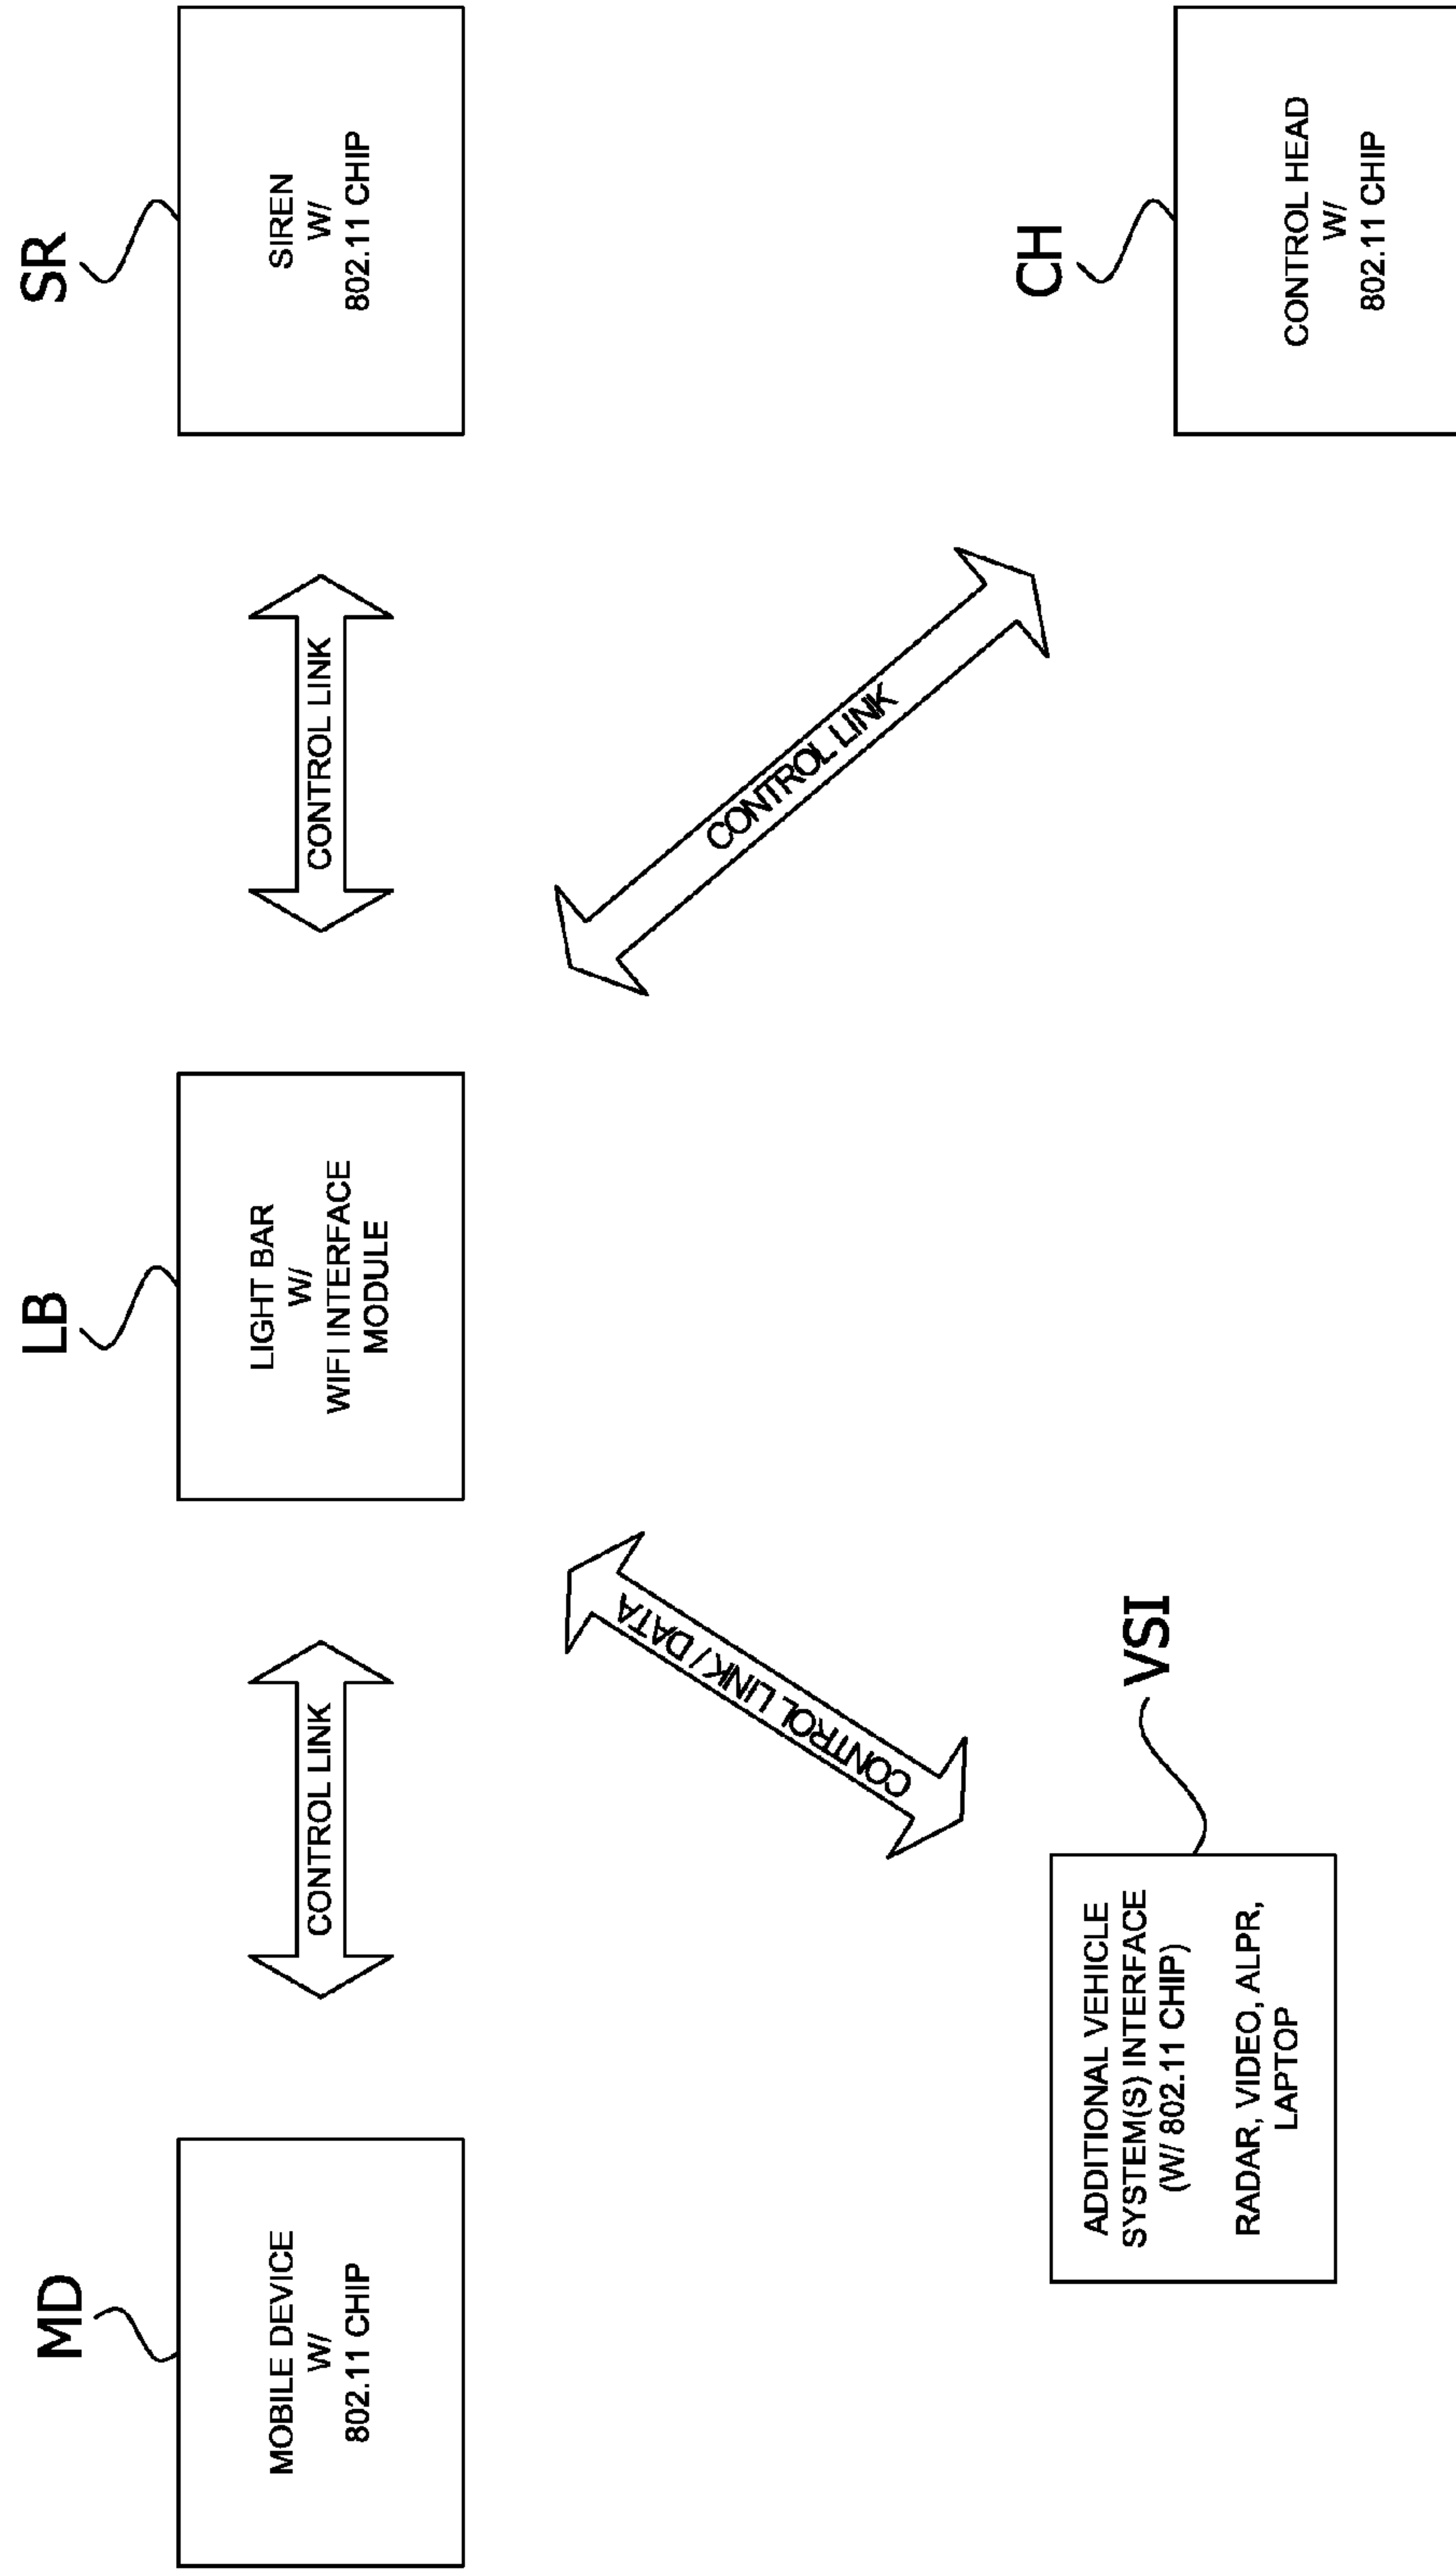 MD
MOBILE DEVICE
W/
802.11 CHIP
CONTROL LINK
LB
LIGHT BAR
W/
WIFI INTERFACE
MODULE
CONTROL LINK
SR
SIREN
W/
802.11 CHIP
CONTROL LINK / DATA
CONTROL LINK
VSI
ADDITIONAL VEHICLE
SYSTEM(S) INTERFACE
(W/ 802.11 CHIP)
RADAR, VIDEO, ALPR,
LAPTOP
CH
CONTROL HEAD
W/
802.11 CHIP